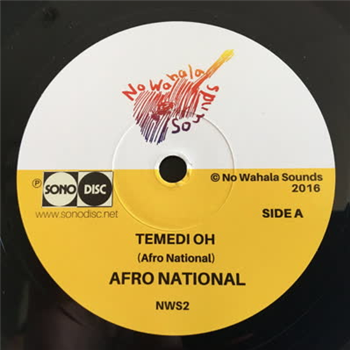 No Wahala
Sounds
℗ SONO DISC
www.sonodisc.net
© No Wahala Sounds
2016
SIDE A
TEMEDI OH
(Afro National)
AFRO NATIONAL
NWS2